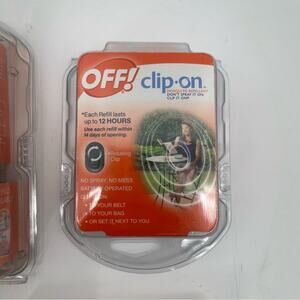 OFF! clip·on™
MOSQUITO REPELLENT
DON'T SPRAY IT ON,
CLIP IT ON!®
*Each Refill lasts
up to 12 HOURS
Use each refill within
14 days of opening.
Clip
NO SPRAY, NO MESS
BATTERY OPERATED
• TO YOUR BELT
• TO YOUR BAG
• OR SET IT NEXT TO YOU